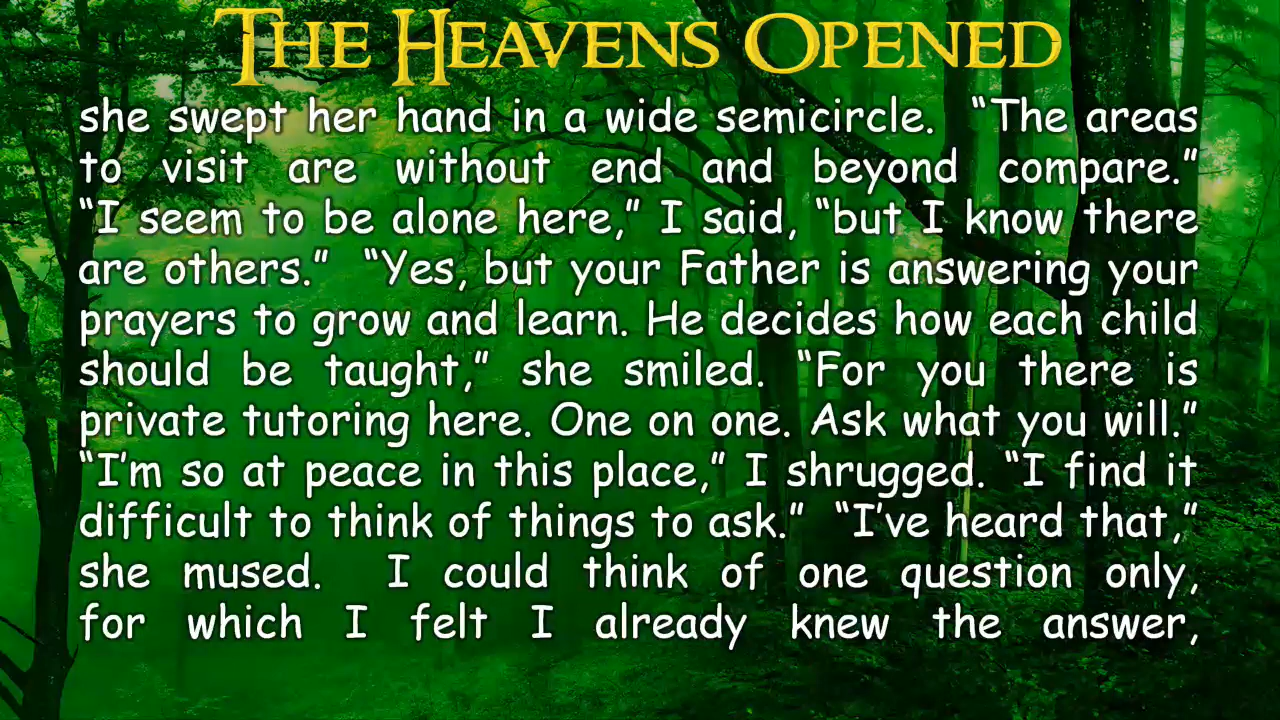 THE HEAVENS OPENED
she swept her hand in a wide semicircle. “The areas
to visit are without end and beyond compare.”
“I seem to be alone here,” I said, “but I know there
are others.” “Yes, but your Father is answering your
prayers to grow and learn. He decides how each child
should be taught,” she smiled. “For you there is
private tutoring here. One on one. Ask what you will.”
“I’m so at peace in this place,” I shrugged. “I find it
difficult to think of things to ask.” “I’ve heard that,”
she mused. I could think of one question only,
for which I felt I already knew the answer,